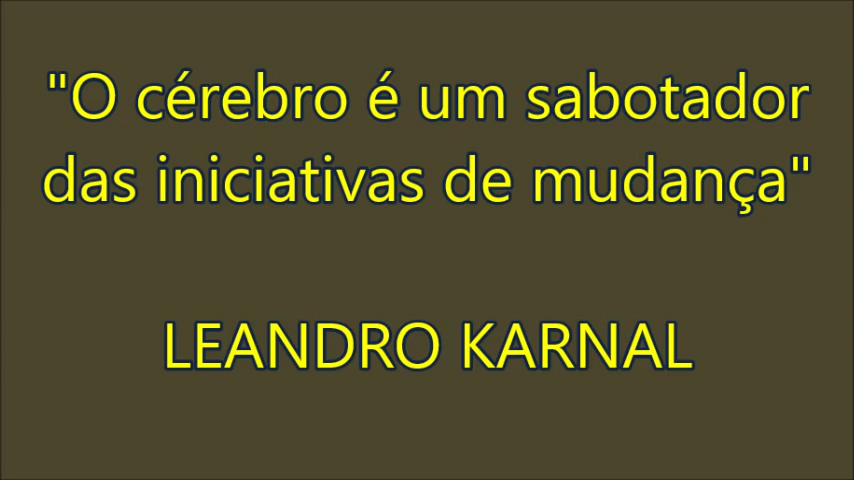 "O cérebro é um sabotador
das iniciativas de mudança"
LEANDRO KARNAL